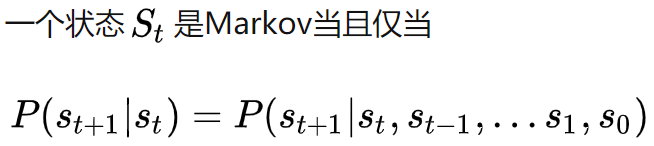 一个状态 S_t 是Markov当且仅当
P(s_{t+1}|s_t) = P(s_{t+1}|s_t, s_{t-1}, ... s_1, s_0)